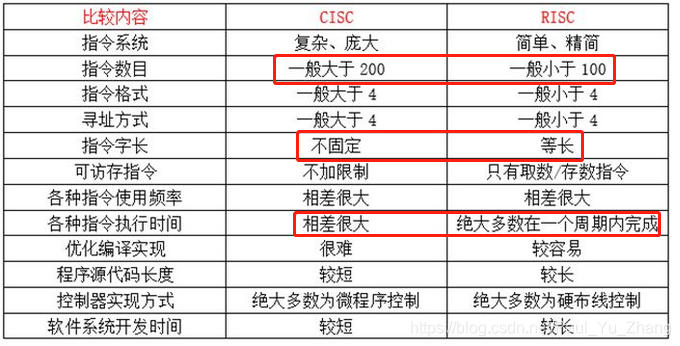 比较内容 CISC RISC
指令系统 复杂、庞大 简单、精简
指令数目 一般大于 200 一般小于 100
指令格式 一般大于 4 一般小于 4
寻址方式 一般大于 4 一般小于 4
指令字长 不固定 等长
可访存指令 不加限制 只有取数/存数指令
各种指令使用频率 相差很大 相差很大
各种指令执行时间 相差很大 绝大多数在一个周期内完成
优化编译实现 很难 较容易
程序源代码长度 较短 较长
控制器实现方式 绝大多数为微程序控制 绝大多数为硬布线控制
软件系统开发时间 较短 较长